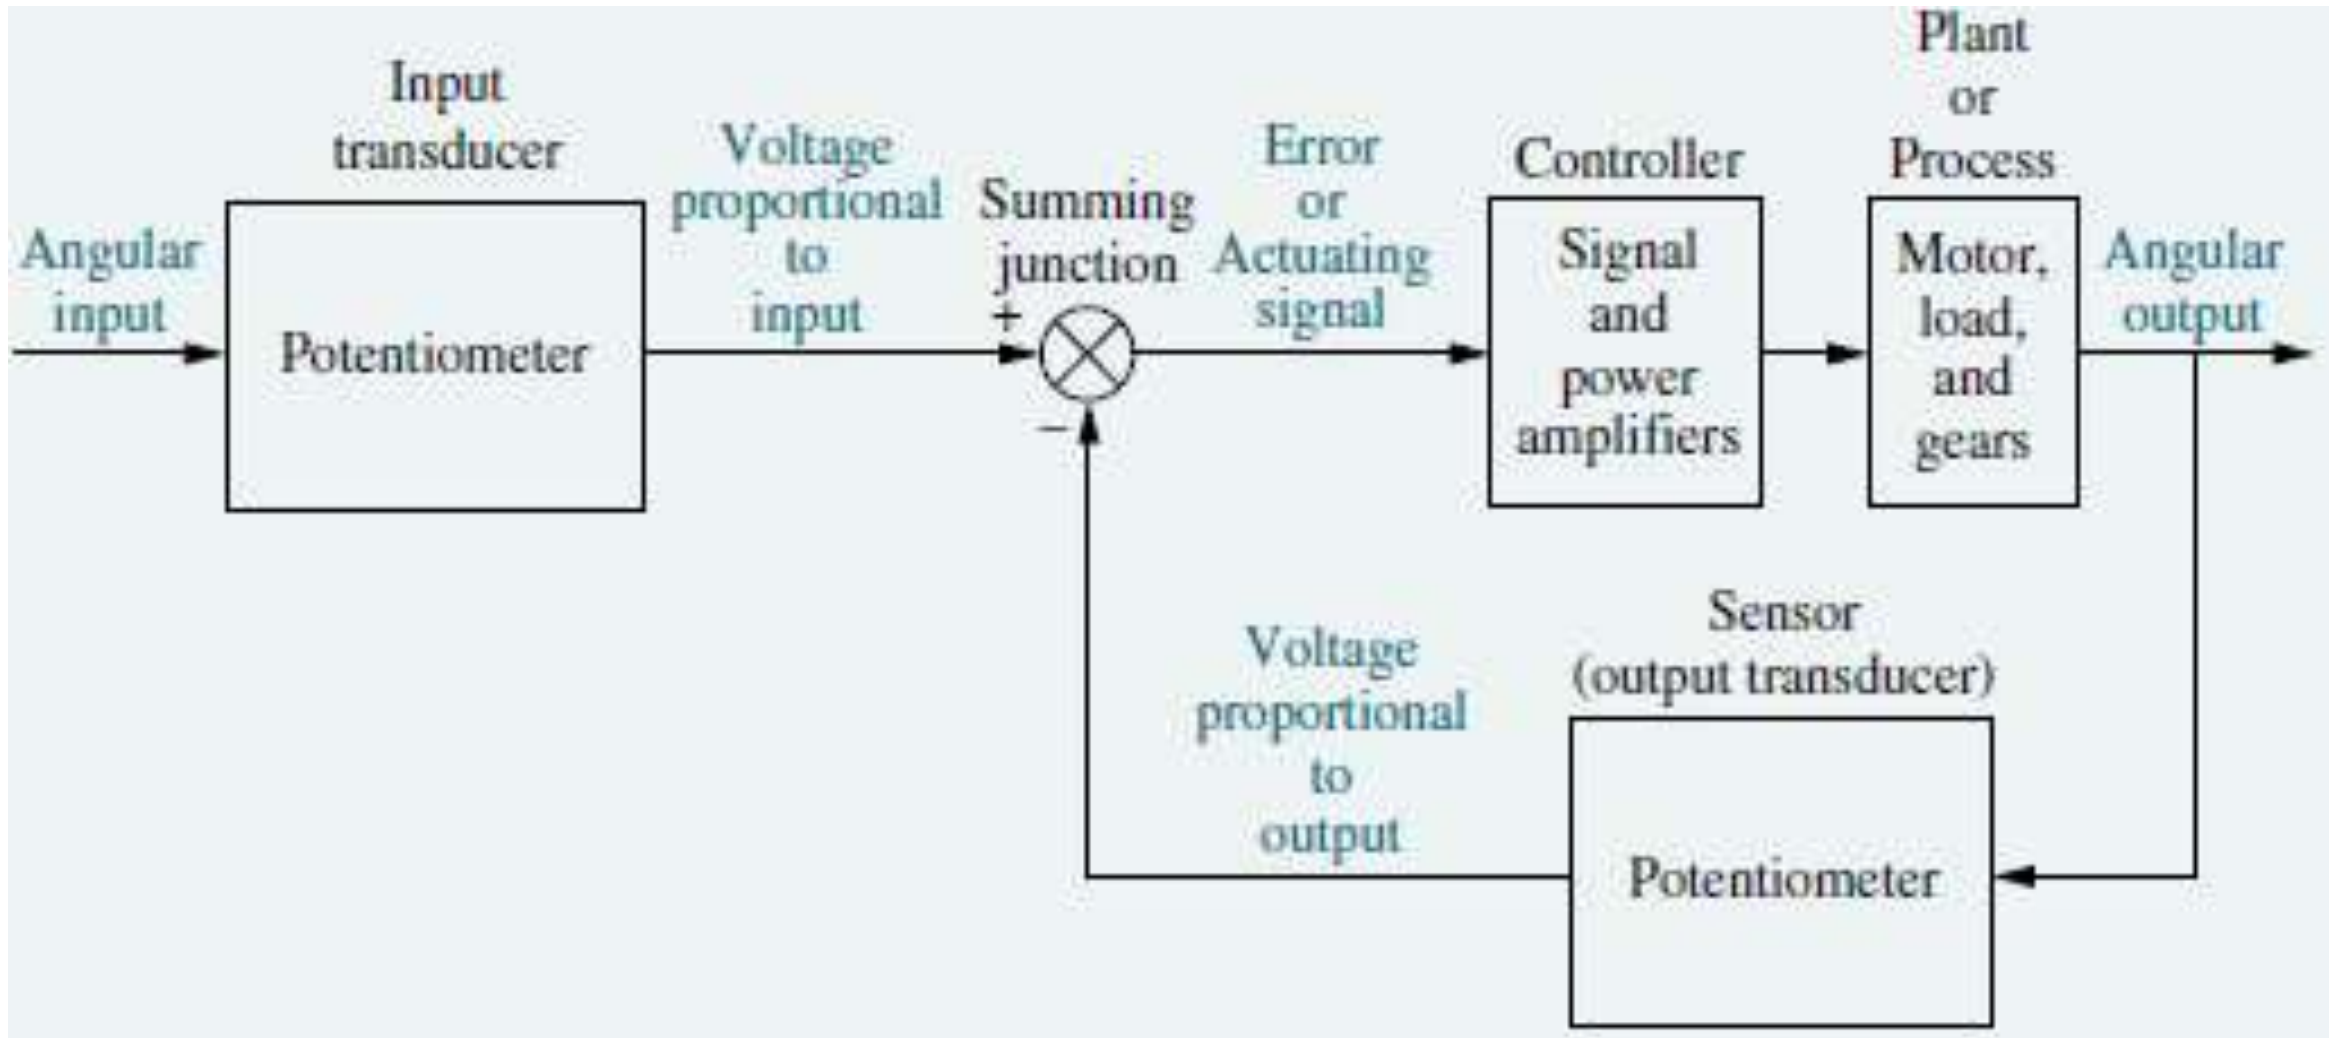 Input
transducer
Angular
input
Potentiometer
Voltage
proportional
to
input
Summing
junction
+
−
Error
or
Actuating
signal
Controller
Signal
and
power
amplifiers
Plant
or
Process
Motor,
load,
and
gears
Angular
output
Voltage
proportional
to
output
Sensor
(output transducer)
Potentiometer